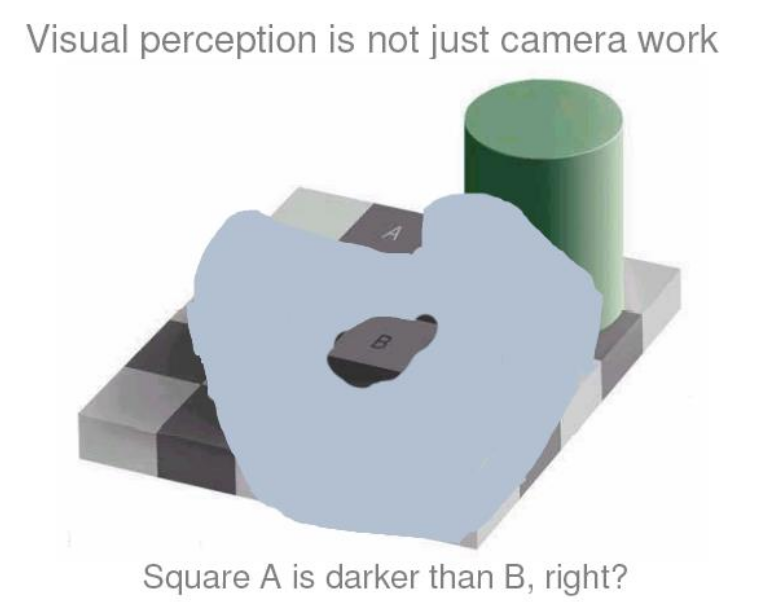 Visual perception is not just camera work
A
B
Square A is darker than B, right?